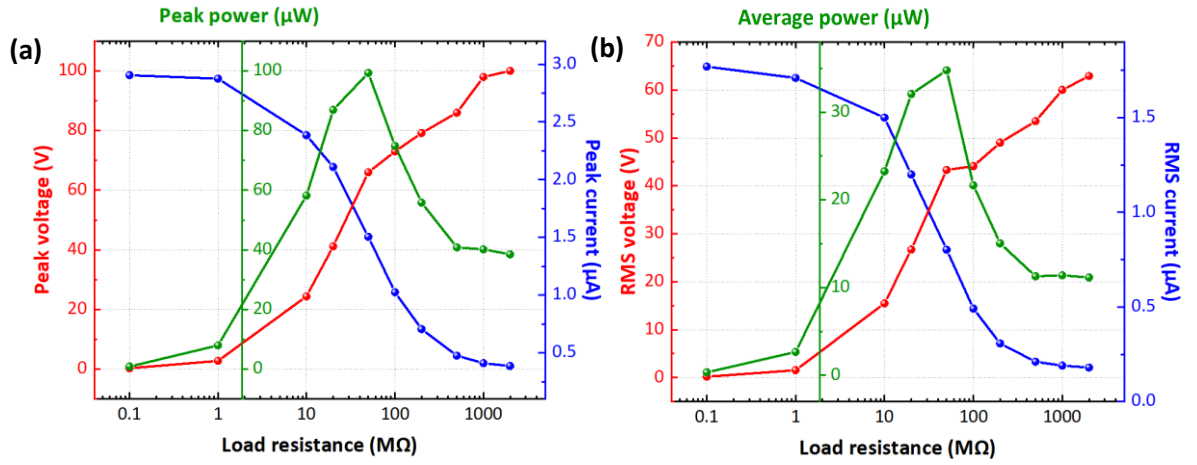 Peak power (µW)
(a)
Peak voltage (V)
100
80
60
40
20
0
100
80
60
40
20
0
3.0
2.5
2.0
1.5
1.0
0.5
Peak current (µA)
0.1 1 10 100 1000
Load resistance (MΩ)
Average power (µW)
(b)
RMS voltage (V)
70
60
50
40
30
20
10
0
30
20
10
0
1.5
1.0
0.5
0.0
RMS current (µA)
0.1 1 10 100 1000
Load resistance (MΩ)